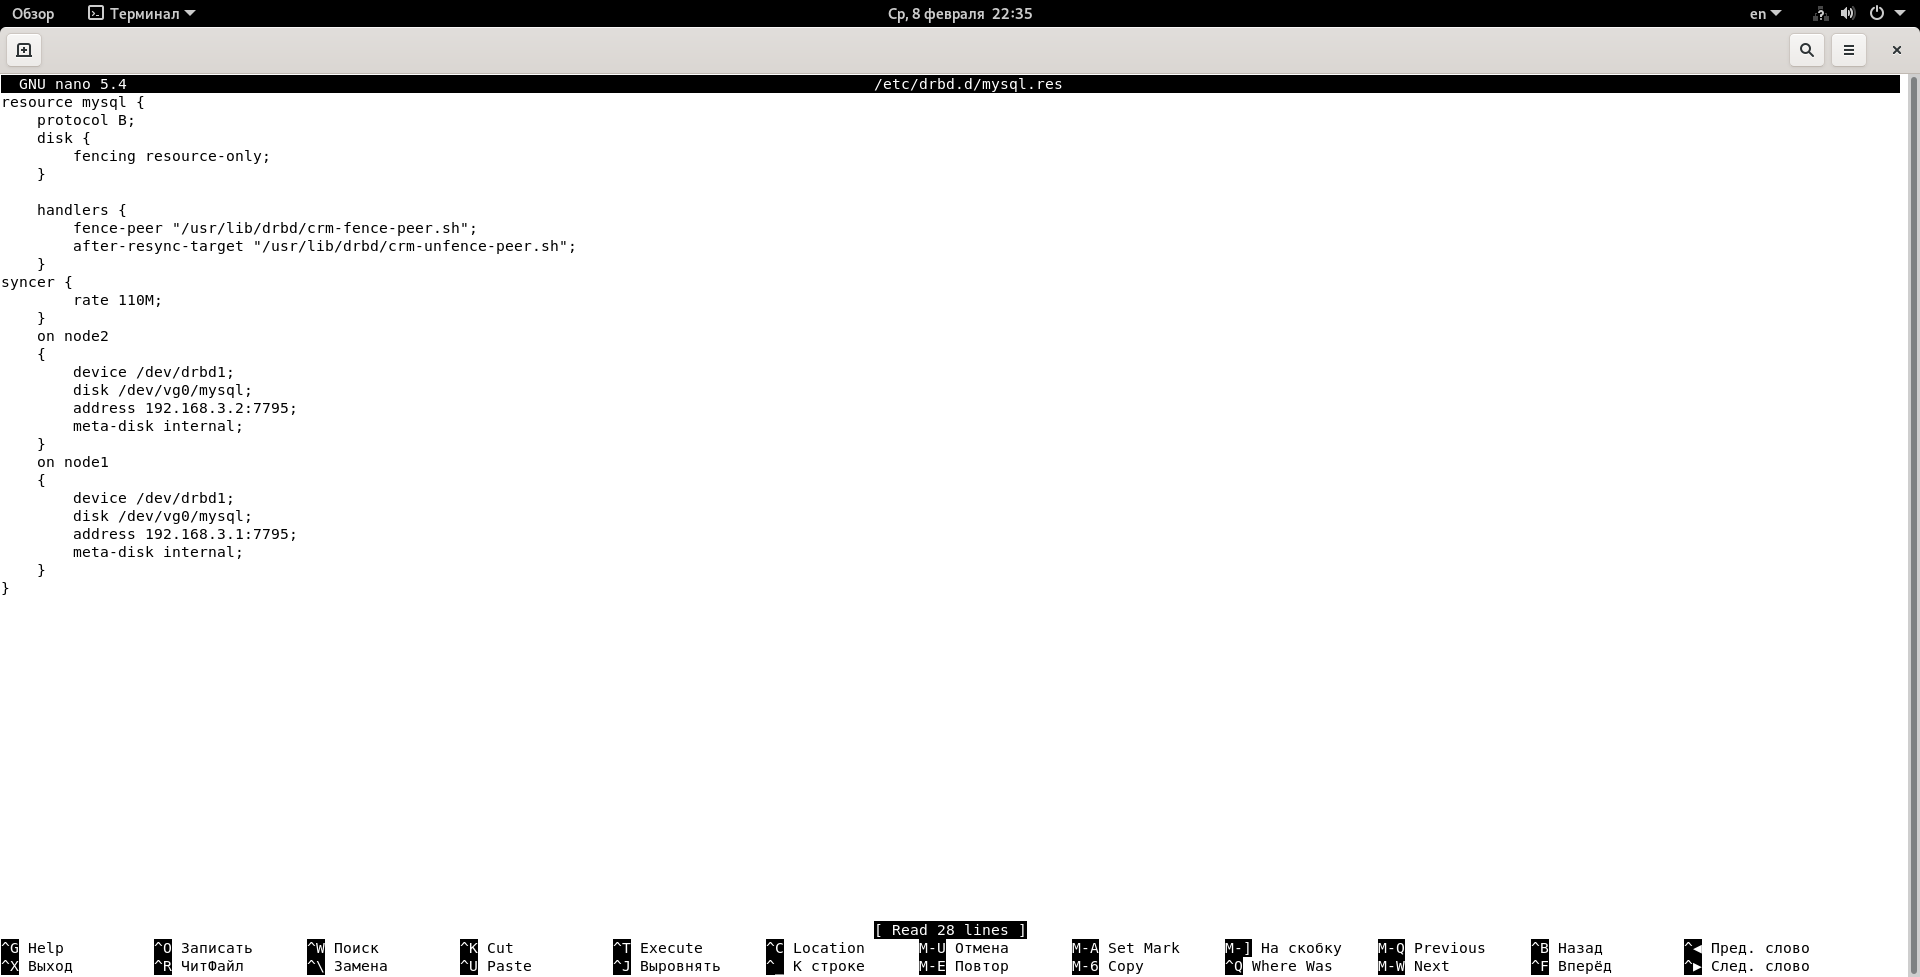 Обзор Терминал Ср, 8 февраля 22:35 en
GNU nano 5.4 /etc/drbd.d/mysql.res
resource mysql {
    protocol B;
    disk {
        fencing resource-only;
    }

    handlers {
        fence-peer "/usr/lib/drbd/crm-fence-peer.sh";
        after-resync-target "/usr/lib/drbd/crm-unfence-peer.sh";
    }
syncer {
        rate 110M;
    }
    on node2
    {
        device /dev/drbd1;
        disk /dev/vg0/mysql;
        address 192.168.3.2:7795;
        meta-disk internal;
    }
    on node1
    {
        device /dev/drbd1;
        disk /dev/vg0/mysql;
        address 192.168.3.1:7795;
        meta-disk internal;
    }
}
[ Read 28 lines ]
^G Help ^O Записать ^W Поиск ^K Cut ^T Execute ^C Location M-U Отмена M-A Set Mark M-] На скобку M-Q Previous ^B Назад ^◀ Пред. слово
^X Выход ^R ЧитФайл ^\ Замена ^U Paste ^J Выровнять ^_ К строке M-E Повтор M-6 Copy ^Q Where Was M-W Next ^F Вперёд ^▶ След. слово